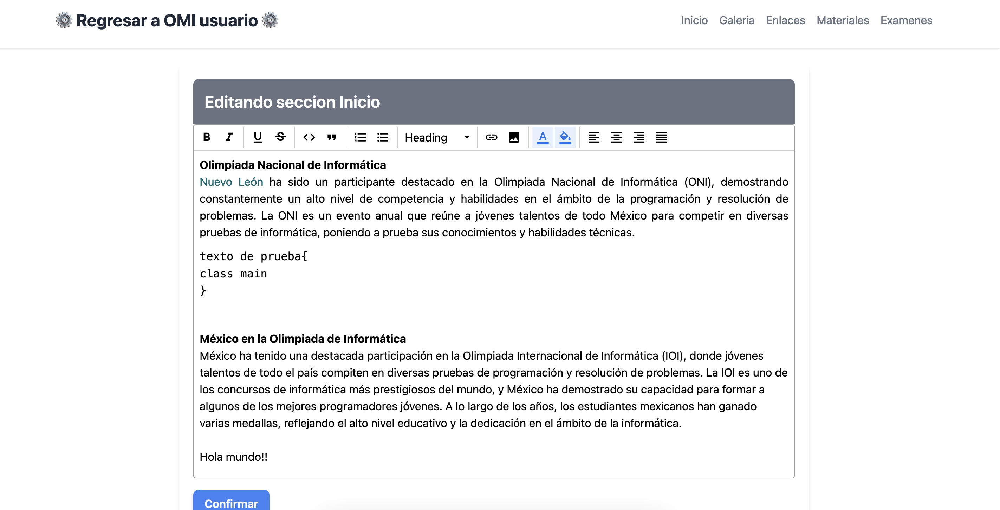 Regresar a OMI usuario
Inicio Galeria Enlaces Materiales Examenes
Editando seccion Inicio
Heading
Olimpiada Nacional de Informática
Nuevo León ha sido un participante destacado en la Olimpiada Nacional de Informática (ONI), demostrando
constantemente un alto nivel de competencia y habilidades en el ámbito de la programación y resolución de
problemas. La ONI es un evento anual que reúne a jóvenes talentos de todo México para competir en diversas
pruebas de informática, poniendo a prueba sus conocimientos y habilidades técnicas.
texto de prueba{
class main
}
México en la Olimpiada de Informática
México ha tenido una destacada participación en la Olimpiada Internacional de Informática (IOI), donde jóvenes
talentos de todo el país compiten en diversas pruebas de programación y resolución de problemas. La IOI es uno de
los concursos de informática más prestigiosos del mundo, y México ha demostrado su capacidad para formar a
algunos de los mejores programadores jóvenes. A lo largo de los años, los estudiantes mexicanos han ganado
varias medallas, reflejando el alto nivel educativo y la dedicación en el ámbito de la informática.
Hola mundo!!
Confirmar